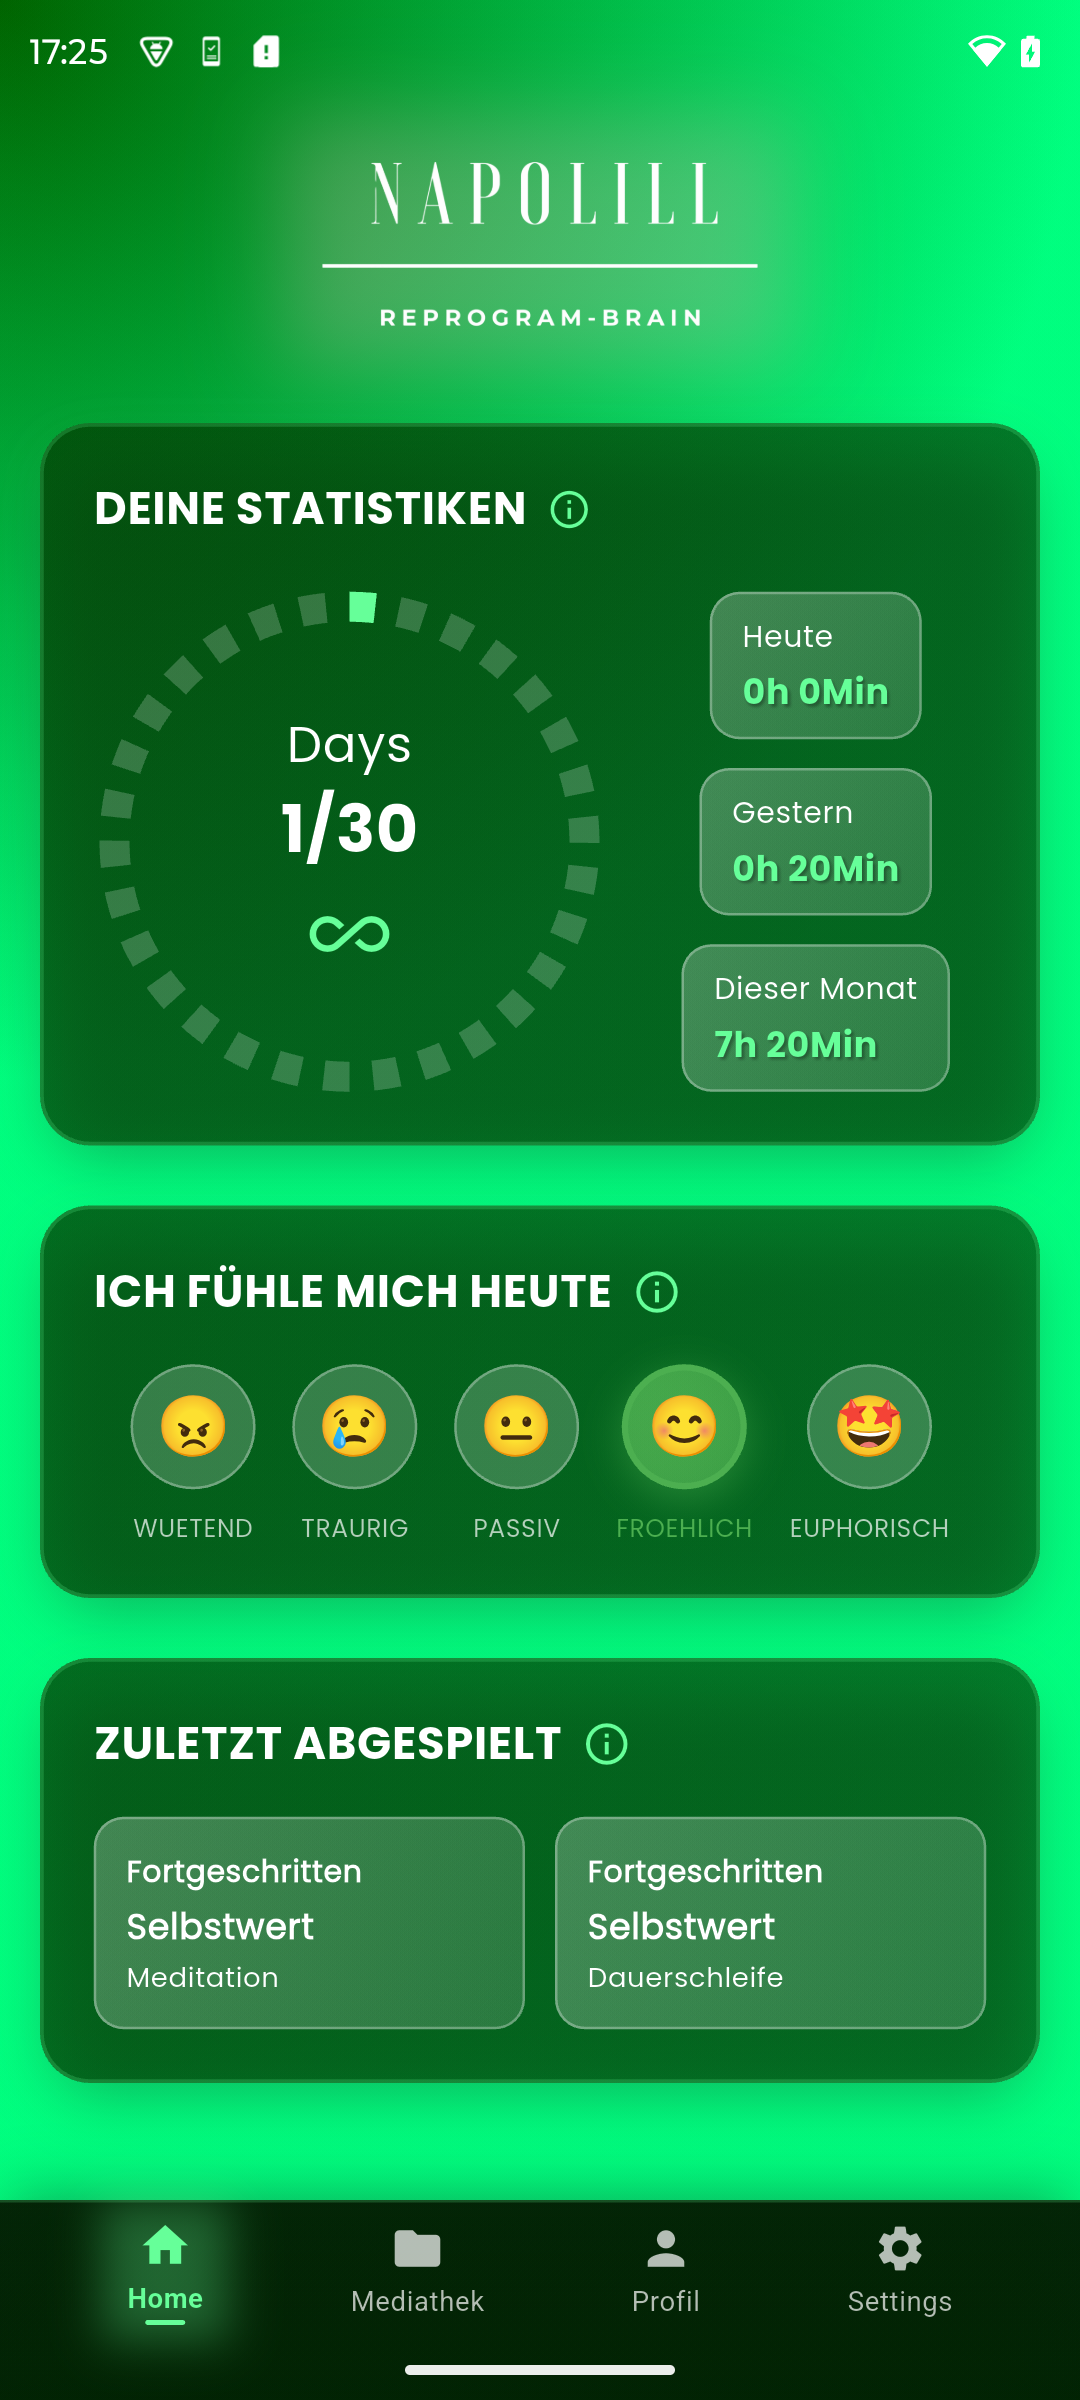 17:25
NAPOLILL
REPROGRAM-BRAIN
DEINE STATISTIKEN
Days
1/30
Heute
0h 0Min
Gestern
0h 20Min
Dieser Monat
7h 20Min
ICH FÜHLE MICH HEUTE
WUETEND TRAURIG PASSIV FROEHLICH EUPHORISCH
ZULETZT ABGESPIELT
Fortgeschritten
Selbstwert
Meditation
Fortgeschritten
Selbstwert
Dauerschleife
Home Mediathek Profil Settings